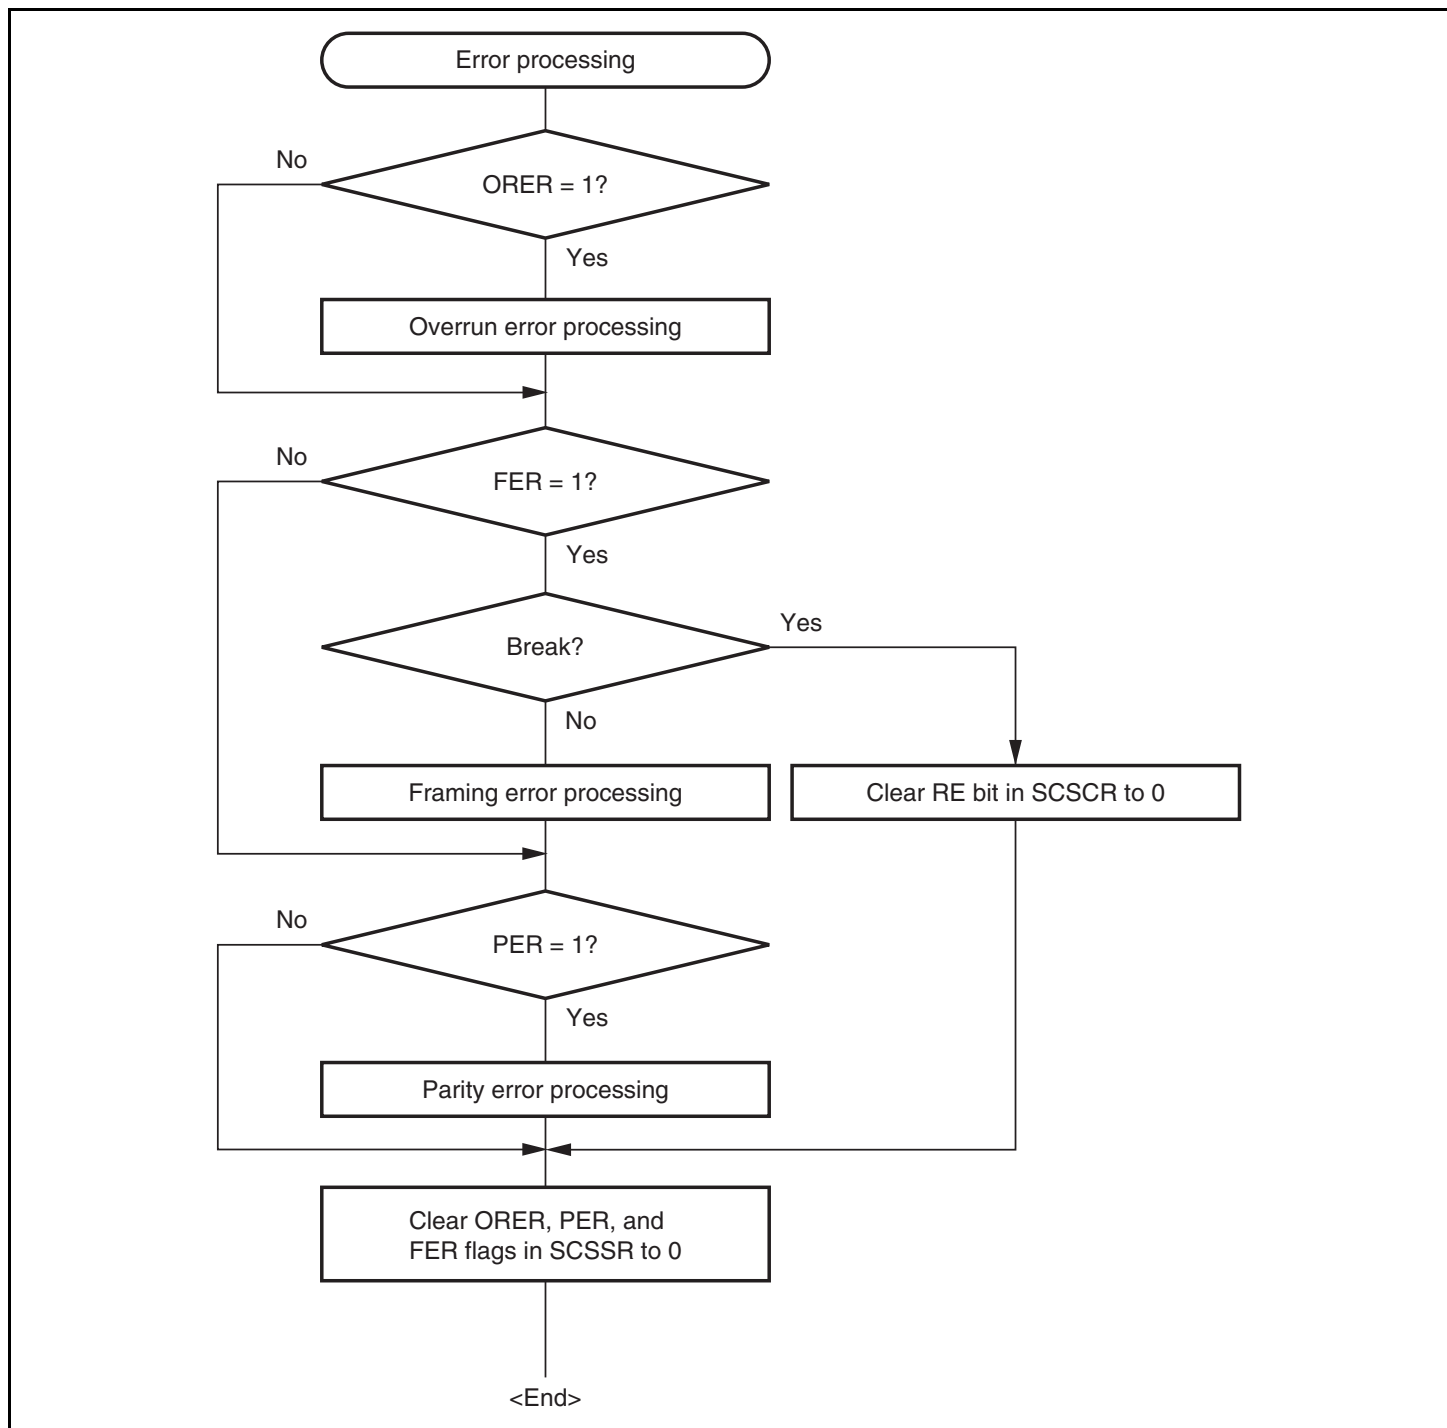 Error processing
No
ORER = 1?
Yes
Overrun error processing
No
FER = 1?
Yes
Break?
Yes
No
Framing error processing
Clear RE bit in SCSCR to 0
No
PER = 1?
Yes
Parity error processing
Clear ORER, PER, and
FER flags in SCSSR to 0
<End>